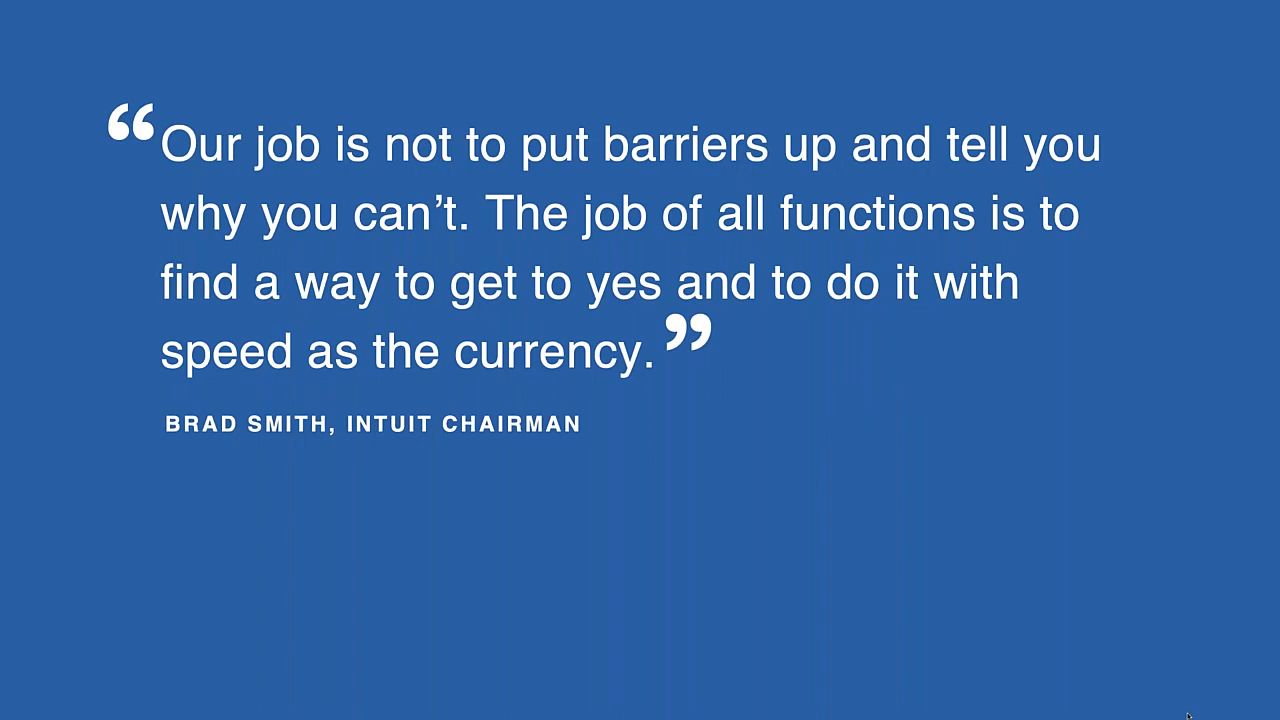 “Our job is not to put barriers up and tell you
why you can’t. The job of all functions is to
find a way to get to yes and to do it with
speed as the currency.”
BRAD SMITH, INTUIT CHAIRMAN